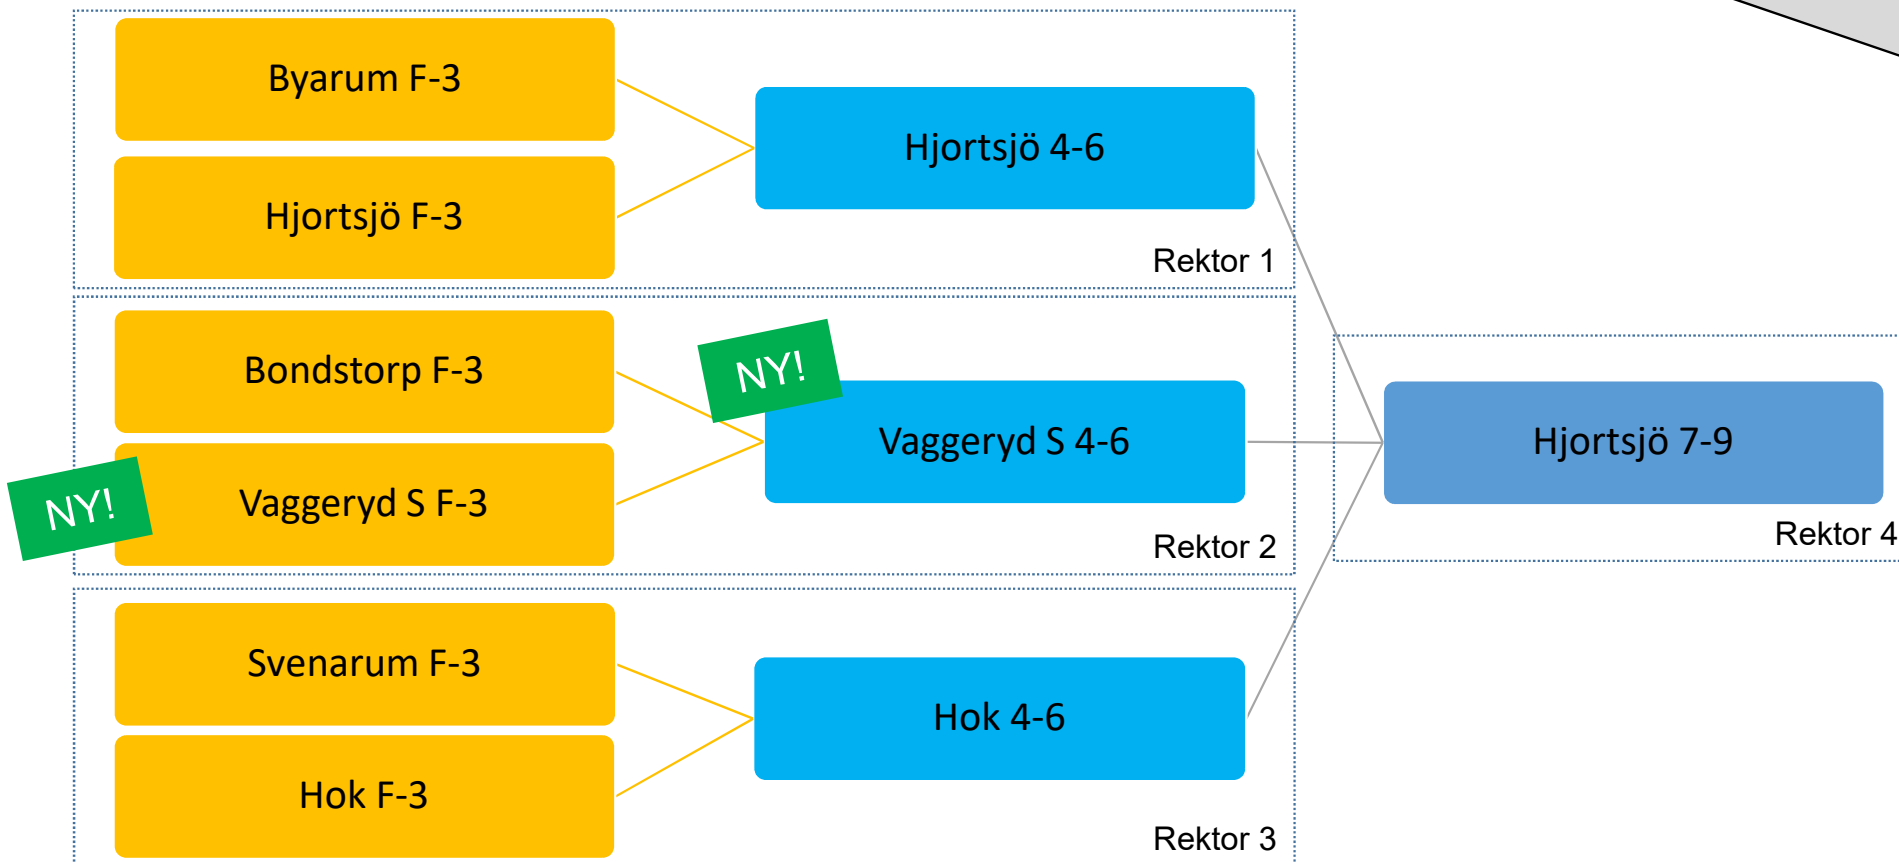 Byarum F-3
Hjortsjö F-3
Hjortsjö 4-6
Rektor 1
Bondstorp F-3
NY!
Vaggeryd S F-3
NY!
Vaggeryd S 4-6
Rektor 2
Svenarum F-3
Hok F-3
Hok 4-6
Rektor 3
Hjortsjö 7-9
Rektor 4